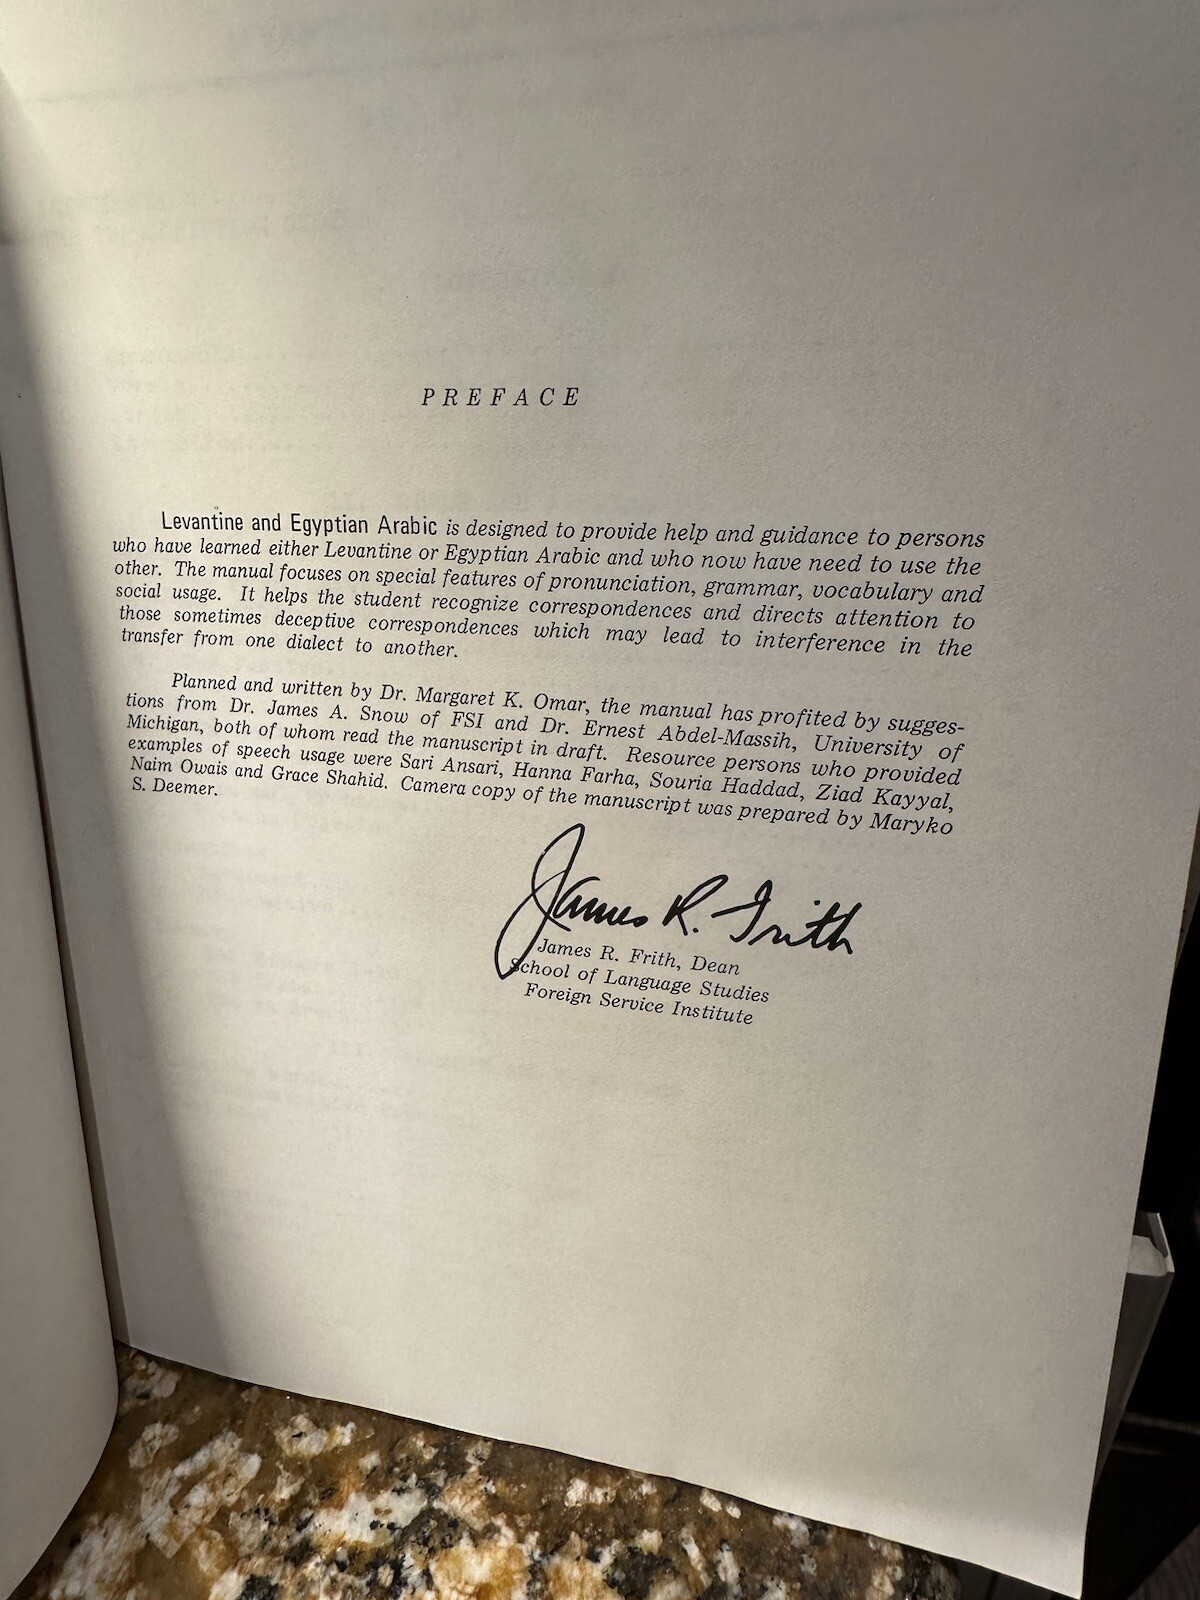 PREFACE
Levantine and Egyptian Arabic is designed to provide help and guidance to persons
who have learned either Levantine or Egyptian Arabic and who now have need to use the
other. The manual focuses on special features of pronunciation, grammar, vocabulary and
social usage. It helps the student recognize correspondences and directs attention to
those sometimes deceptive correspondences which may lead to interference in the
transfer from one dialect to another.
Planned and written by Dr. Margaret K. Omar, the manual has profited by sugges-
tions from Dr. James A. Snow of FSI and Dr. Ernest Abdel-Massih, University of
Michigan, both of whom read the manuscript in draft. Resource persons who provided
examples of speech usage were Sari Ansari, Hanna Farha, Souria Haddad, Ziad Kayyal,
Naim Owais and Grace Shahid. Camera copy of the manuscript was prepared by Maryko
S. Deemer.
James R. Frith
James R. Frith, Dean
School of Language Studies
Foreign Service Institute